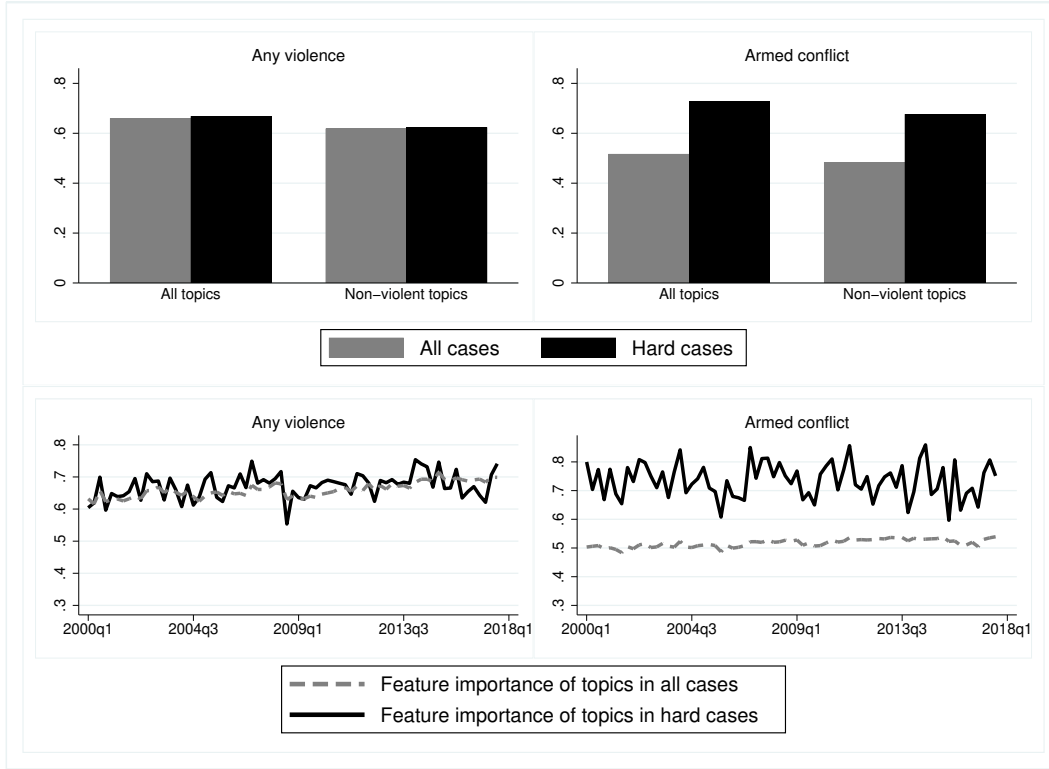 Any violence
.8
.6
.4
.2
0
All topics
Non−violent topics
Armed conflict
.8
.6
.4
.2
0
All topics
Non−violent topics
All cases
Hard cases
Any violence
.8
.7
.6
.5
.4
.3
2000q1
2004q3
2009q1
2013q3
2018q1
Armed conflict
.8
.7
.6
.5
.4
.3
2000q1
2004q3
2009q1
2013q3
2018q1
Feature importance of topics in all cases
Feature importance of topics in hard cases